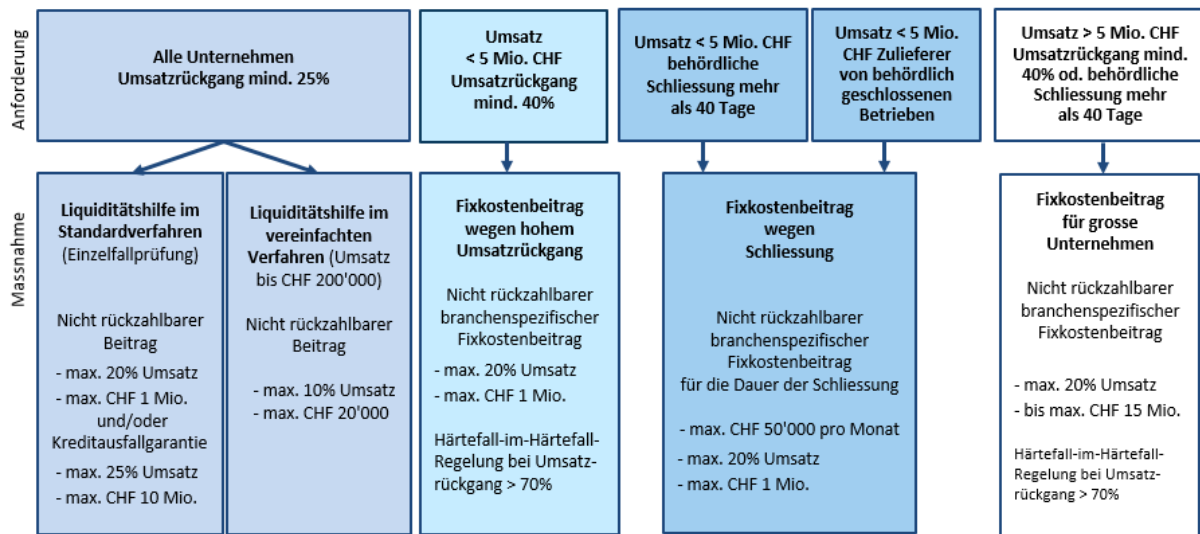 Anforderung
Alle Unternehmen
Umsatzrückgang mind. 25%
Umsatz
< 5 Mio. CHF
Umsatzrückgang
mind. 40%
Umsatz < 5 Mio. CHF
behördliche
Schliessung mehr
als 40 Tage
Umsatz < 5 Mio.
CHF Zulieferer
von behördlich
geschlossenen
Betrieben
Umsatz > 5 Mio. CHF
Umsatzrückgang mind.
40% od. behördliche
Schliessung mehr
als 40 Tage
Massnahme
Liquiditätshilfe im
Standardverfahren
(Einzelfallprüfung)
Nicht rückzahlbarer
Beitrag
- max. 20% Umsatz
- max. CHF 1 Mio.
und/oder
Kreditausfallgarantie
- max. 25% Umsatz
- max. CHF 10 Mio.
Liquiditätshilfe im
vereinfachten
Verfahren (Umsatz
bis CHF 200'000)
Nicht rückzahlbarer
Beitrag
- max. 10% Umsatz
- max. CHF 20'000
Fixkostenbeitrag
wegen hohem
Umsatzrückgang
Nicht rückzahlbarer
branchenspezifischer
Fixkostenbeitrag
- max. 20% Umsatz
- max. CHF 1 Mio.
Härtefall-im-Härtefall-
Regelung bei Umsatz-
rückgang > 70%
Fixkostenbeitrag
wegen
Schliessung
Nicht rückzahlbarer
branchenspezifischer
Fixkostenbeitrag
für die Dauer der Schliessung
- max. CHF 50'000 pro Monat
- max. 20% Umsatz
- max. CHF 1 Mio.
Fixkostenbeitrag
für grosse
Unternehmen
Nicht rückzahlbarer
branchenspezifischer
Fixkostenbeitrag
- max. 20% Umsatz
- bis max. CHF 15 Mio.
Härtefall-im-Härtefall-
Regelung bei Umsatz-
rückgang > 70%